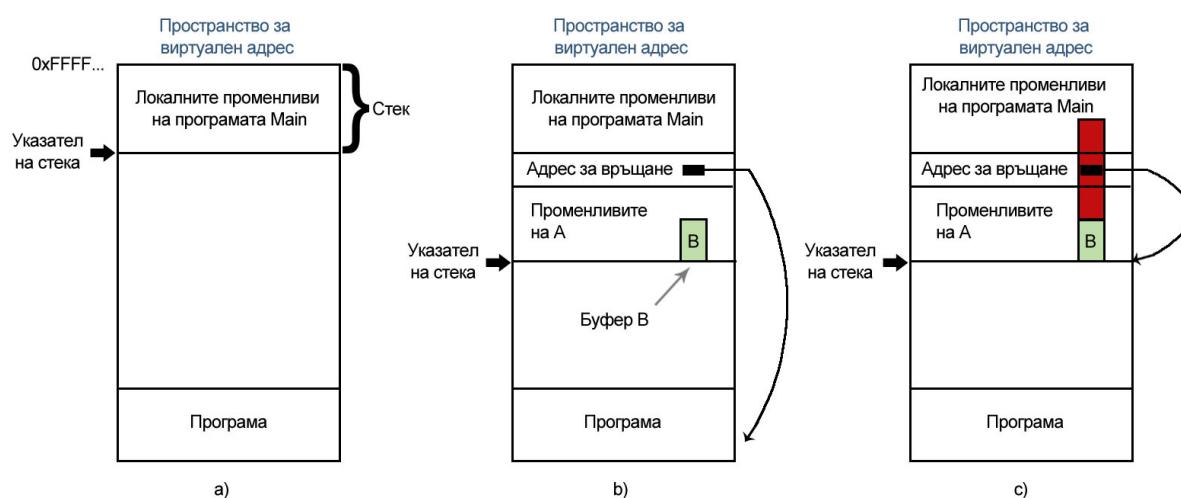 Пространство за
виртуален адрес
0xFFFF...
Локалните променливи
на програмата Main
Стек
Указател
на стека
Програма
a)
Пространство за
виртуален адрес
Локалните променливи
на програмата Main
Адрес за връщане
Променливите
на А
B
Указател
на стека
Буфер B
Програма
b)
Пространство за
виртуален адрес
Локалните променливи
на програмата Main
Адрес за връщане
Променливите
на А
B
Указател
на стека
Програма
c)